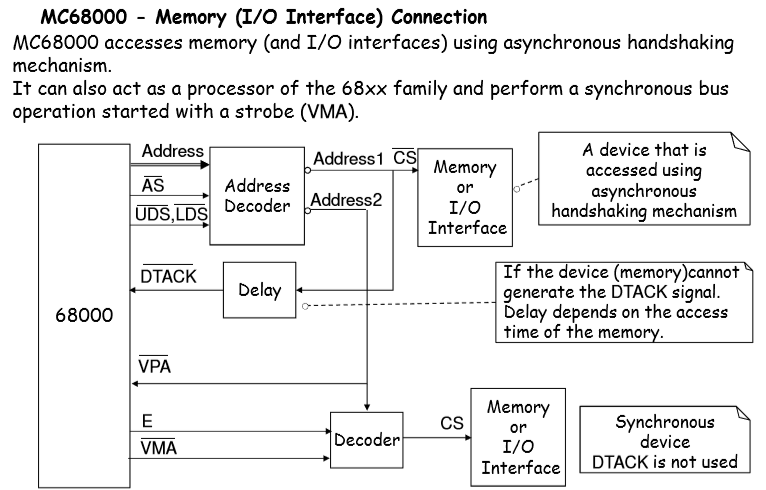 MC68000 - Memory (I/O Interface) Connection
MC68000 accesses memory (and I/O interfaces) using asynchronous handshaking
mechanism.
It can also act as a processor of the 68xx family and perform a synchronous bus
operation started with a strobe (VMA).
Address
AS
UDS,LDS
Address
Decoder
Address1
CS
Address2
Memory
or
I/O
Interface
A device that is
accessed using
asynchronous
handshaking mechanism
DTACK
Delay
If the device (memory)cannot
generate the DTACK signal.
Delay depends on the access
time of the memory.
68000
VPA
E
VMA
Decoder
CS
Memory
or
I/O
Interface
Synchronous
device
DTACK is not used